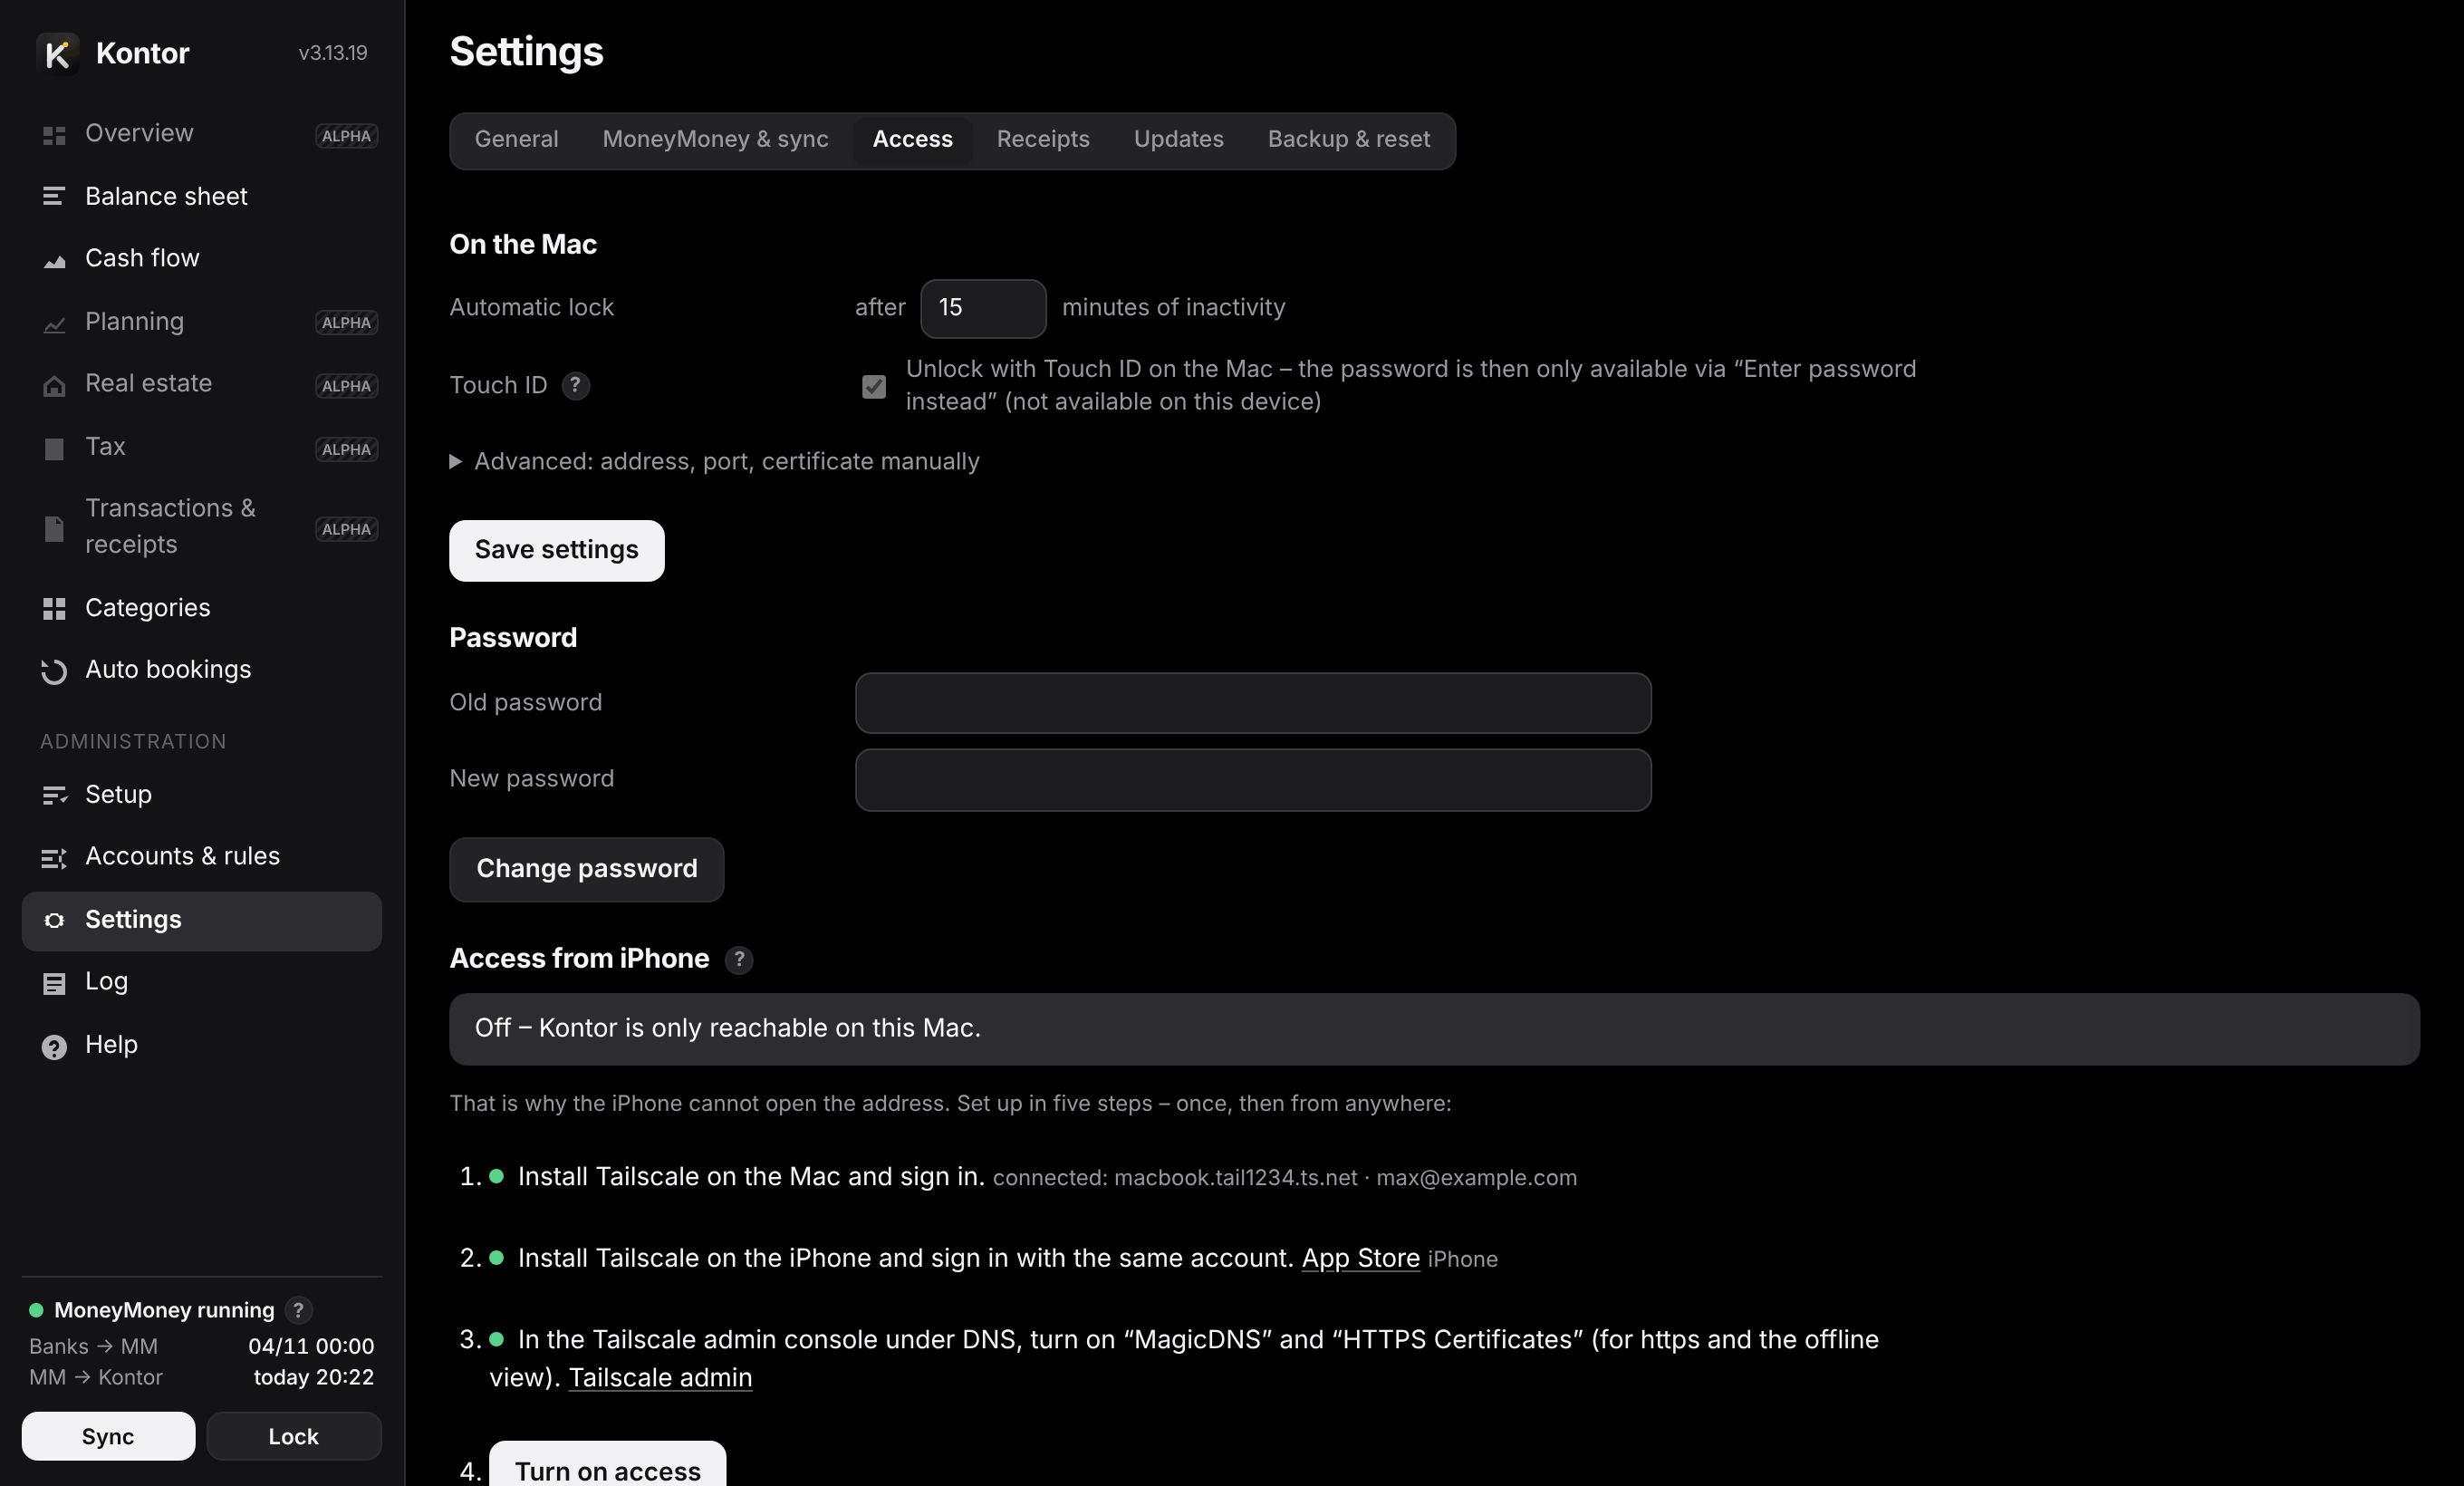 Kontor
v3.13.19
Overview
ALPHA
Balance sheet
Cash flow
Planning
ALPHA
Real estate
ALPHA
Tax
ALPHA
Transactions &
receipts
ALPHA
Categories
Auto bookings
ADMINISTRATION
Setup
Accounts & rules
Settings
Log
Help
MoneyMoney running ?
Banks → MM 04/11 00:00
MM → Kontor today 20:22
Sync
Lock
Settings
General
MoneyMoney & sync
Access
Receipts
Updates
Backup & reset
On the Mac
Automatic lock
after 15 minutes of inactivity
Touch ID ?
Unlock with Touch ID on the Mac – the password is then only available via “Enter password
instead” (not available on this device)
Advanced: address, port, certificate manually
Save settings
Password
Old password
New password
Change password
Access from iPhone ?
Off – Kontor is only reachable on this Mac.
That is why the iPhone cannot open the address. Set up in five steps – once, then from anywhere:
1. Install Tailscale on the Mac and sign in. connected: macbook.tail1234.ts.net · max@example.com
2. Install Tailscale on the iPhone and sign in with the same account. App Store iPhone
3. In the Tailscale admin console under DNS, turn on “MagicDNS” and “HTTPS Certificates” (for https and the offline
view). Tailscale admin
4. Turn on access